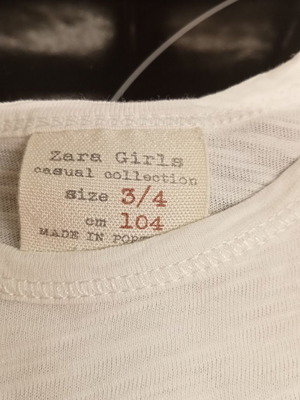 Zara Girls
casual collection
size 3/4
cm 104
MADE IN